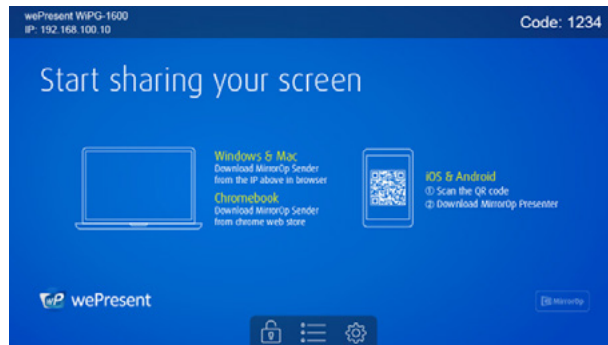 wePresent WiPG-1600
IP: 192.168.100.10
Code: 1234
Start sharing your screen
Windows & Mac
Download MirrorOp Sender
from the IP above in browser
Chromebook
Download MirrorOp Sender
from chrome web store
iOS & Android
① Scan the QR code
② Download MirrorOp Presenter
wP wePresent
MirrorOp